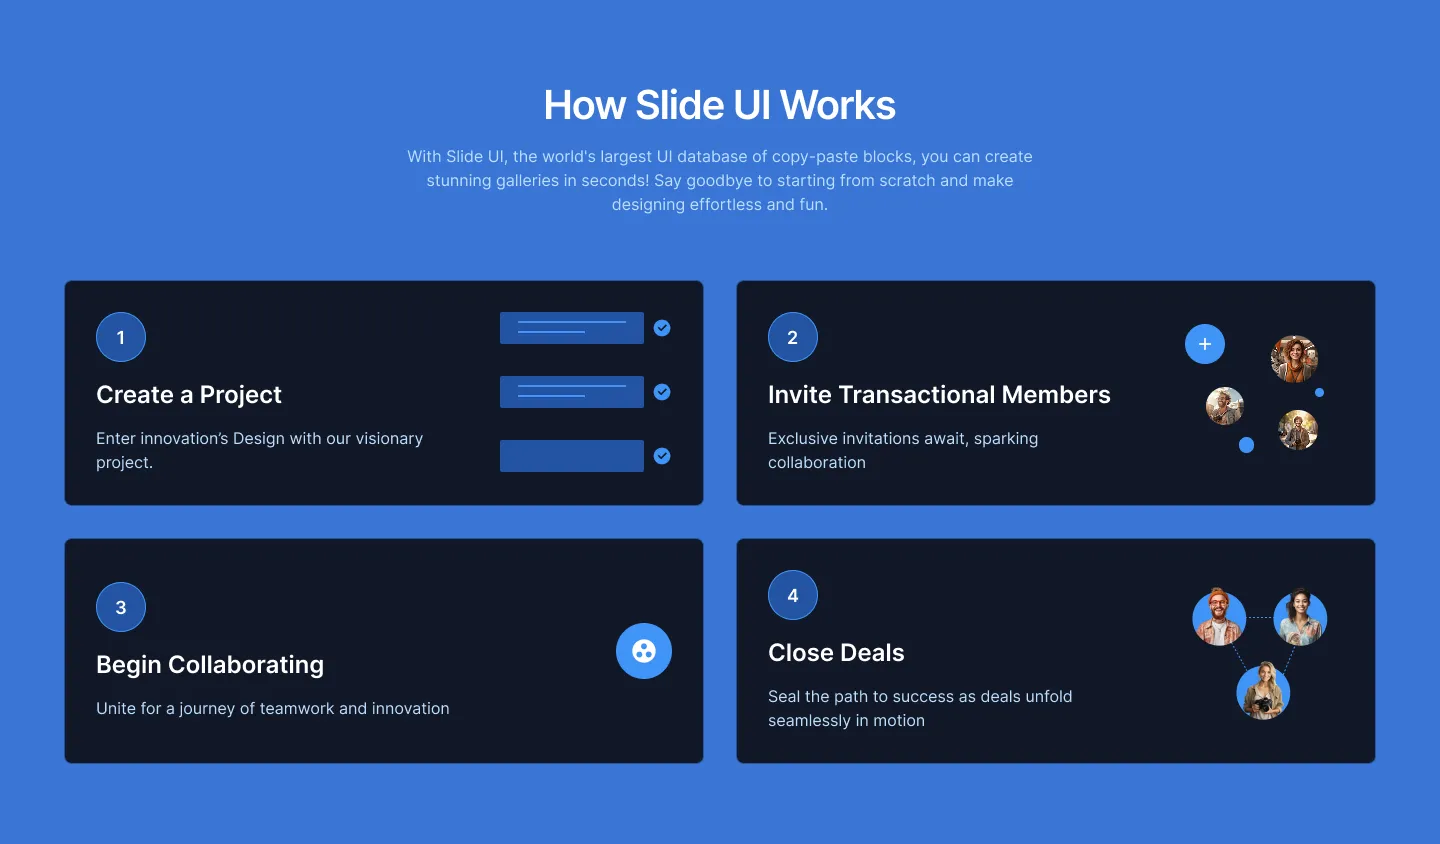 How Slide UI Works
With Slide UI, the world's largest UI database of copy-paste blocks, you can create
stunning galleries in seconds! Say goodbye to starting from scratch and make
designing effortless and fun.
1
Create a Project
Enter innovation’s Design with our visionary
project.
2
Invite Transactional Members
Exclusive invitations await, sparking
collaboration
3
Begin Collaborating
Unite for a journey of teamwork and innovation
4
Close Deals
Seal the path to success as deals unfold
seamlessly in motion